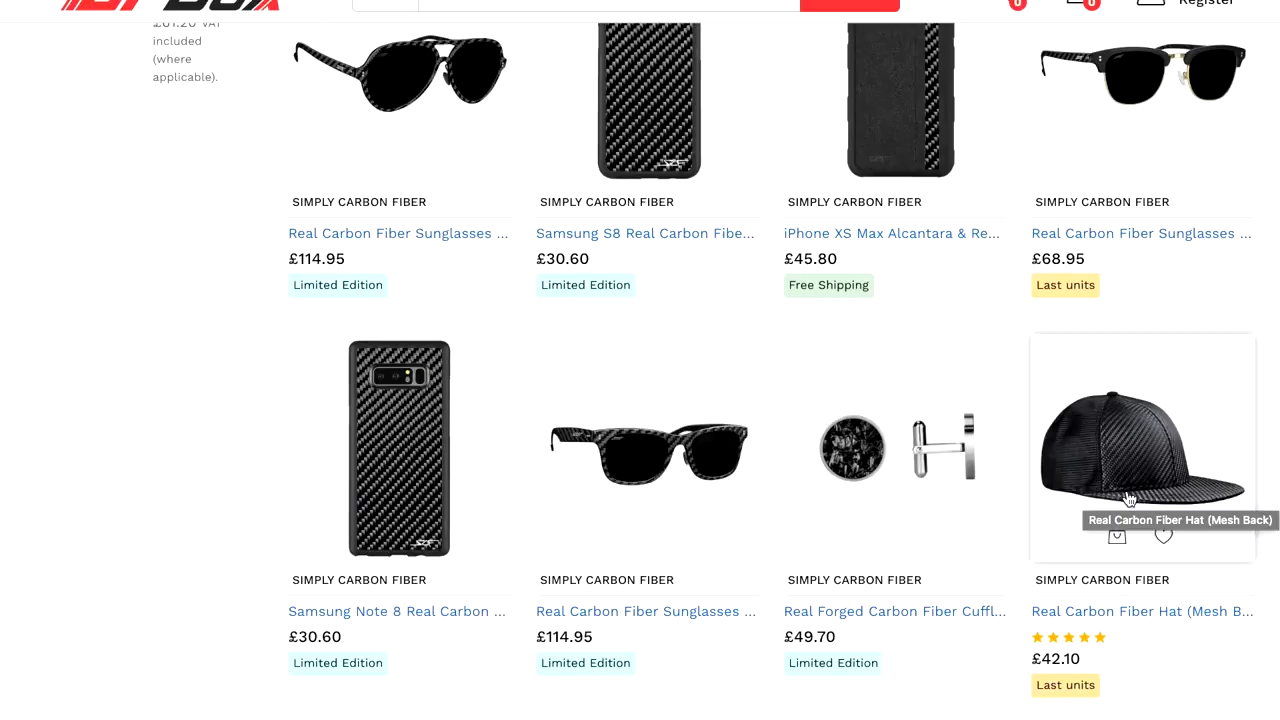 0
0
Register
£61.20 VAT
included
(where
applicable).
SIMPLY CARBON FIBER
SIMPLY CARBON FIBER
SIMPLY CARBON FIBER
SIMPLY CARBON FIBER
Real Carbon Fiber Sunglasses ...
Samsung S8 Real Carbon Fibe...
iPhone XS Max Alcantara & Re...
Real Carbon Fiber Sunglasses ...
£114.95
£30.60
£45.80
£68.95
Limited Edition
Limited Edition
Free Shipping
Last units
Real Carbon Fiber Hat (Mesh Back)
SIMPLY CARBON FIBER
SIMPLY CARBON FIBER
SIMPLY CARBON FIBER
SIMPLY CARBON FIBER
Samsung Note 8 Real Carbon ...
Real Carbon Fiber Sunglasses ...
Real Forged Carbon Fiber Cuffl...
Real Carbon Fiber Hat (Mesh B...
£30.60
£114.95
£49.70
£42.10
Limited Edition
Limited Edition
Limited Edition
Last units